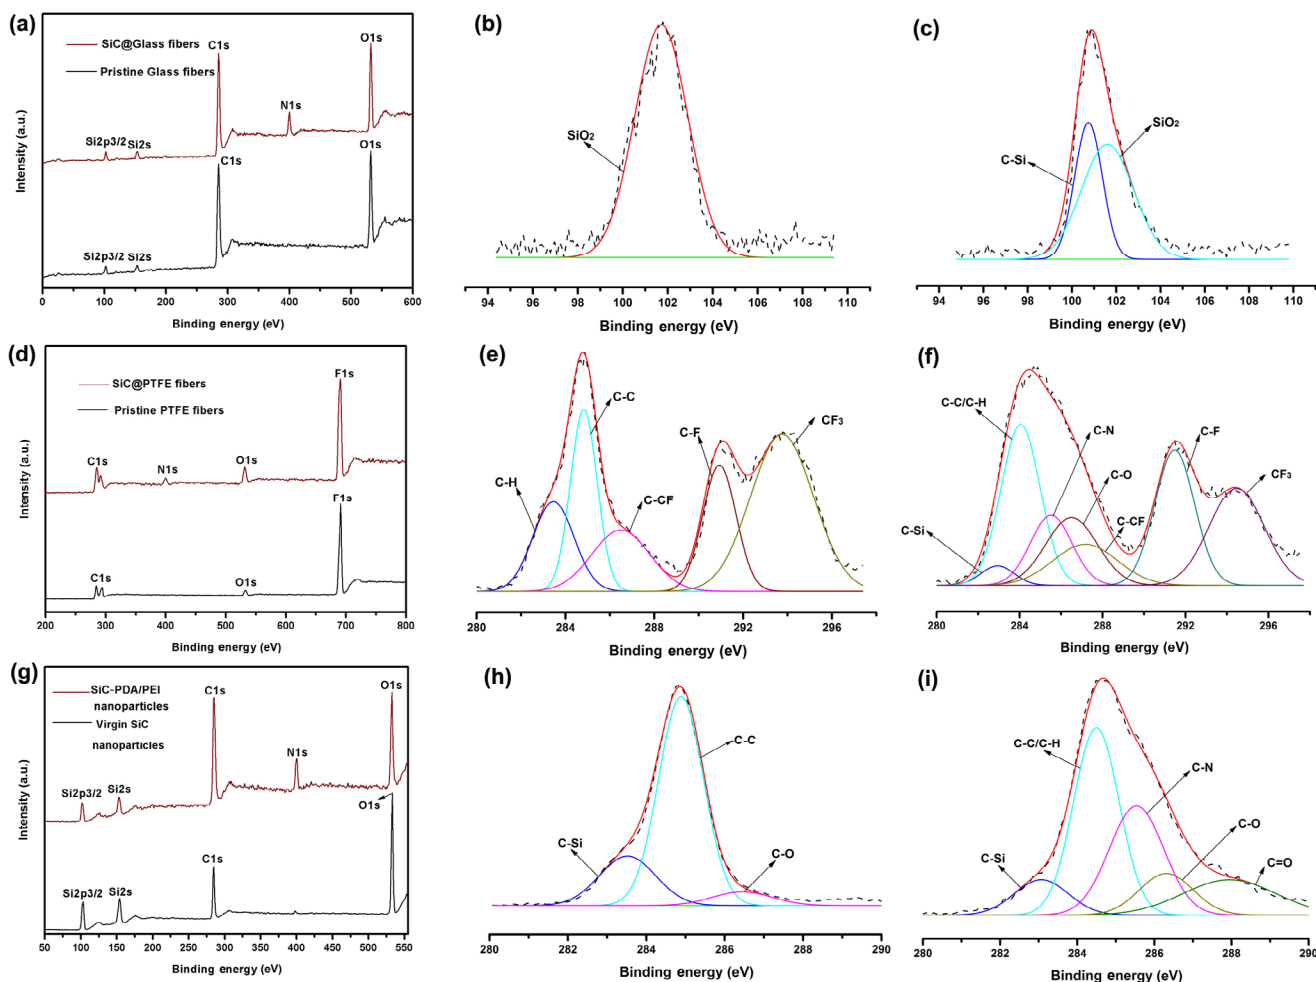 (a)
SiC@Glass fibers
Pristine Glass fibers
C1s
O1s
N1s
Si2p3/2 Si2s
C1s
O1s
Si2p3/2 Si2s
Intensity (a.u.)
0 100 200 300 400 500 600
Binding energy (eV)
(b)
SiO2
94 96 98 100 102 104 106 108 110
Binding energy (eV)
(c)
SiO2
C-Si
94 96 98 100 102 104 106 108 110
Binding energy (eV)
(d)
SiC@PTFE fibers
Pristine PTFE fibers
F1s
C1s
N1s
O1s
F1s
C1s
O1s
Intensity (a.u.)
200 300 400 500 600 700 800
Binding energy (eV)
(e)
C-C
C-F
CF3
C-H
C-CF
280 284 288 292 296
Binding energy (eV)
(f)
C-C/C-H
C-N
C-F
C-O
CF3
C-CF
C-Si
280 284 288 292 296
Binding energy (eV)
(g)
SiC-PDA/PEI
nanoparticles
Virgin SiC
nanoparticles
C1s
O1s
N1s
Si2p3/2 Si2s
O1s
C1s
Si2p3/2 Si2s
Intensity (a.u.)
50 100 150 200 250 300 350 400 450 500 550
Binding energy (eV)
(h)
C-C
C-Si
C-O
280 282 284 286 288 290
Binding energy (eV)
(i)
C-C/C-H
C-N
C-O
C-Si
C=O
280 282 284 286 288 290
Binding energy (eV)